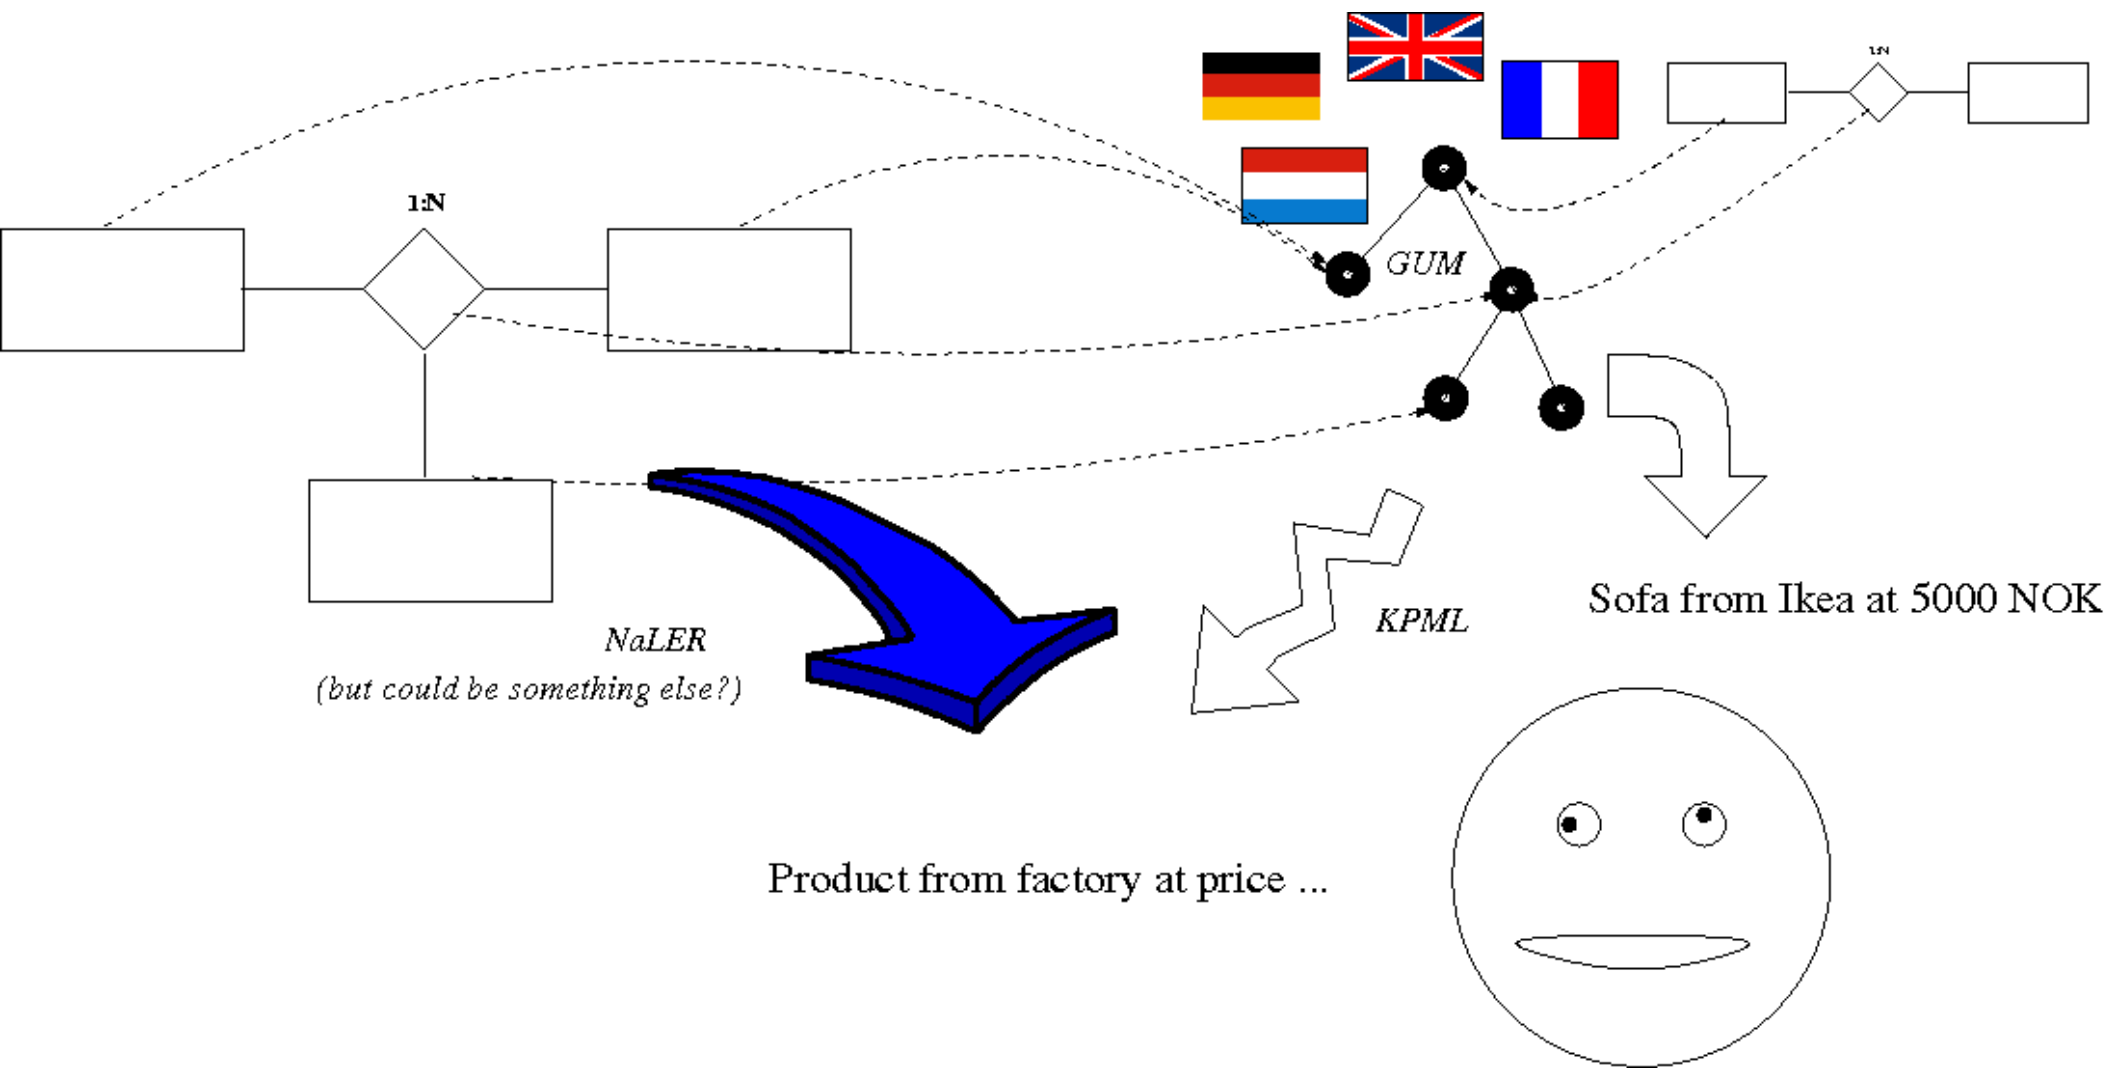 1:N
1:N
GUM
Sofa from Ikea at 5000 NOK
KPML
NaLER
(but could be something else?)
Product from factory at price ...